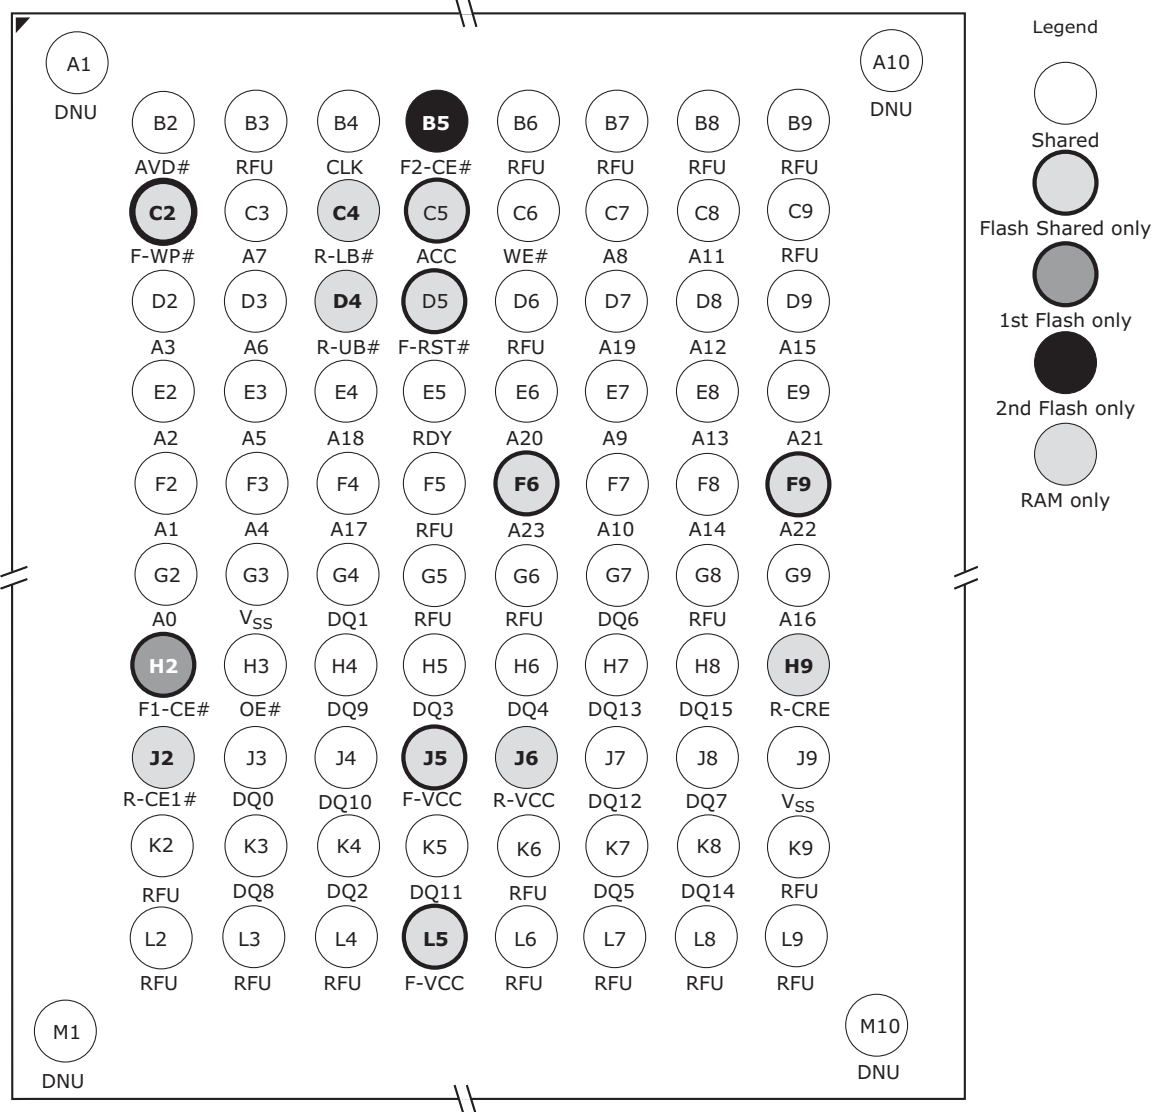 Legend
A1 A10
DNU DNU
B2 B3 B4 B5 B6 B7 B8 B9
Shared
AVD# RFU CLK F2-CE# RFU RFU RFU RFU
C2 C3 C4 C5 C6 C7 C8 C9
Flash Shared only
F-WP# A7 R-LB# ACC WE# A8 A11 RFU
D2 D3 D4 D5 D6 D7 D8 D9
1st Flash only
A3 A6 R-UB# F-RST# RFU A19 A12 A15
E2 E3 E4 E5 E6 E7 E8 E9
2nd Flash only
A2 A5 A18 RDY A20 A9 A13 A21
F2 F3 F4 F5 F6 F7 F8 F9
RAM only
A1 A4 A17 RFU A23 A10 A14 A22
G2 G3 G4 G5 G6 G7 G8 G9
A0 VSS DQ1 RFU RFU DQ6 RFU A16
H2 H3 H4 H5 H6 H7 H8 H9
F1-CE# OE# DQ9 DQ3 DQ4 DQ13 DQ15 R-CRE
J2 J3 J4 J5 J6 J7 J8 J9
R-CE1# DQ0 DQ10 F-VCC R-VCC DQ12 DQ7 VSS
K2 K3 K4 K5 K6 K7 K8 K9
RFU DQ8 DQ2 DQ11 RFU DQ5 DQ14 RFU
L2 L3 L4 L5 L6 L7 L8 L9
RFU RFU RFU F-VCC RFU RFU RFU RFU
M1 M10
DNU DNU